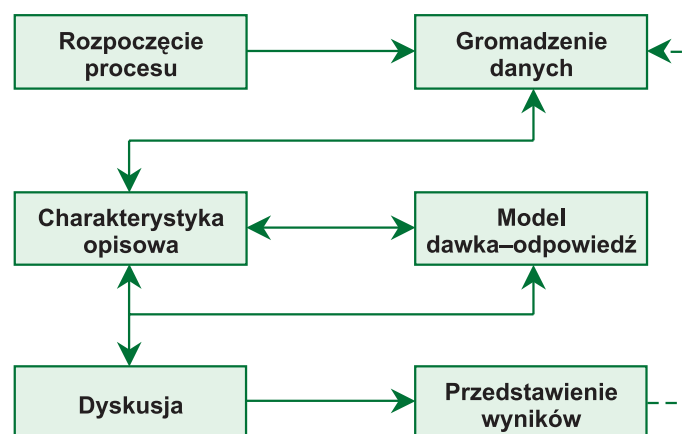 Rozpoczęcie
procesu
Gromadzenie
danych
Charakterystyka
opisowa
Model
dawka–odpowiedź
Dyskusja
Przedstawienie
wyników